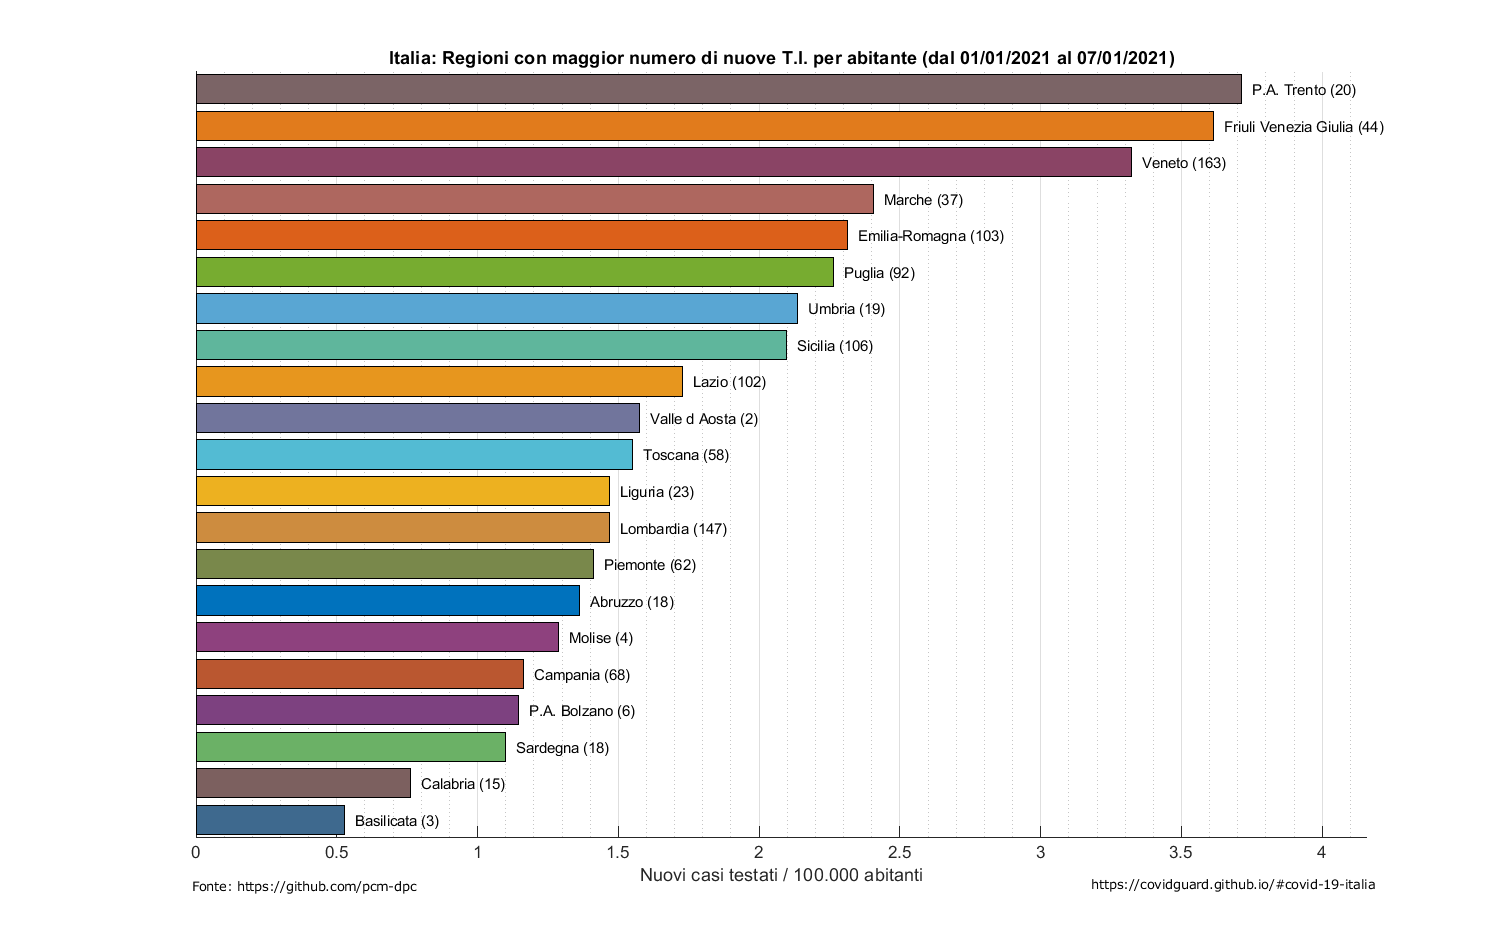 Italia: Regioni con maggior numero di nuove T.I. per abitante (dal 01/01/2021 al 07/01/2021)
P.A. Trento (20)
Friuli Venezia Giulia (44)
Veneto (163)
Marche (37)
Emilia-Romagna (103)
Puglia (92)
Umbria (19)
Sicilia (106)
Lazio (102)
Valle d Aosta (2)
Toscana (58)
Liguria (23)
Lombardia (147)
Piemonte (62)
Abruzzo (18)
Molise (4)
Campania (68)
P.A. Bolzano (6)
Sardegna (18)
Calabria (15)
Basilicata (3)
0 0.5 1 1.5 2 2.5 3 3.5 4
Nuovi casi testati / 100.000 abitanti
Fonte: https://github.com/pcm-dpc
https://covidguard.github.io/#covid-19-italia